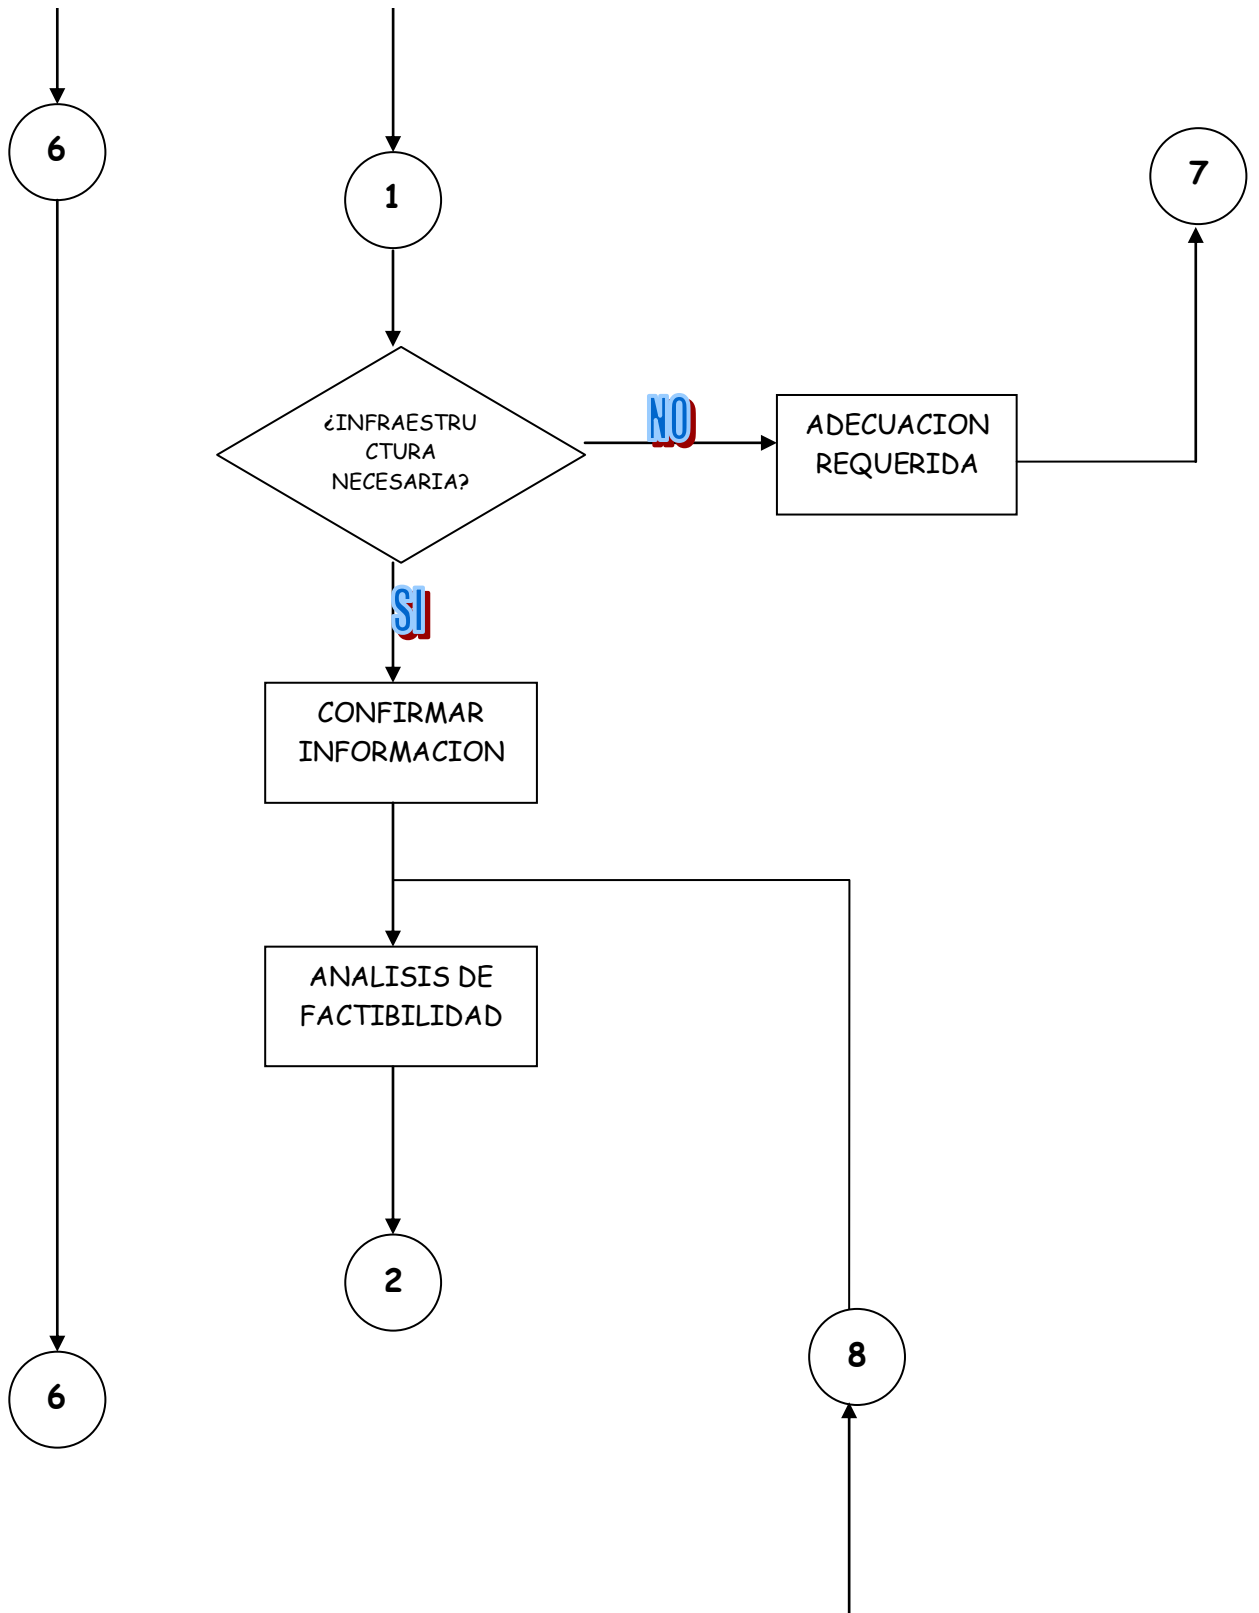 6
1
7
¿INFRAESTRU
CTURA
NECESARIA?
NO
ADECUACION
REQUERIDA
SI
CONFIRMAR
INFORMACION
ANALISIS DE
FACTIBILIDAD
2
8
6